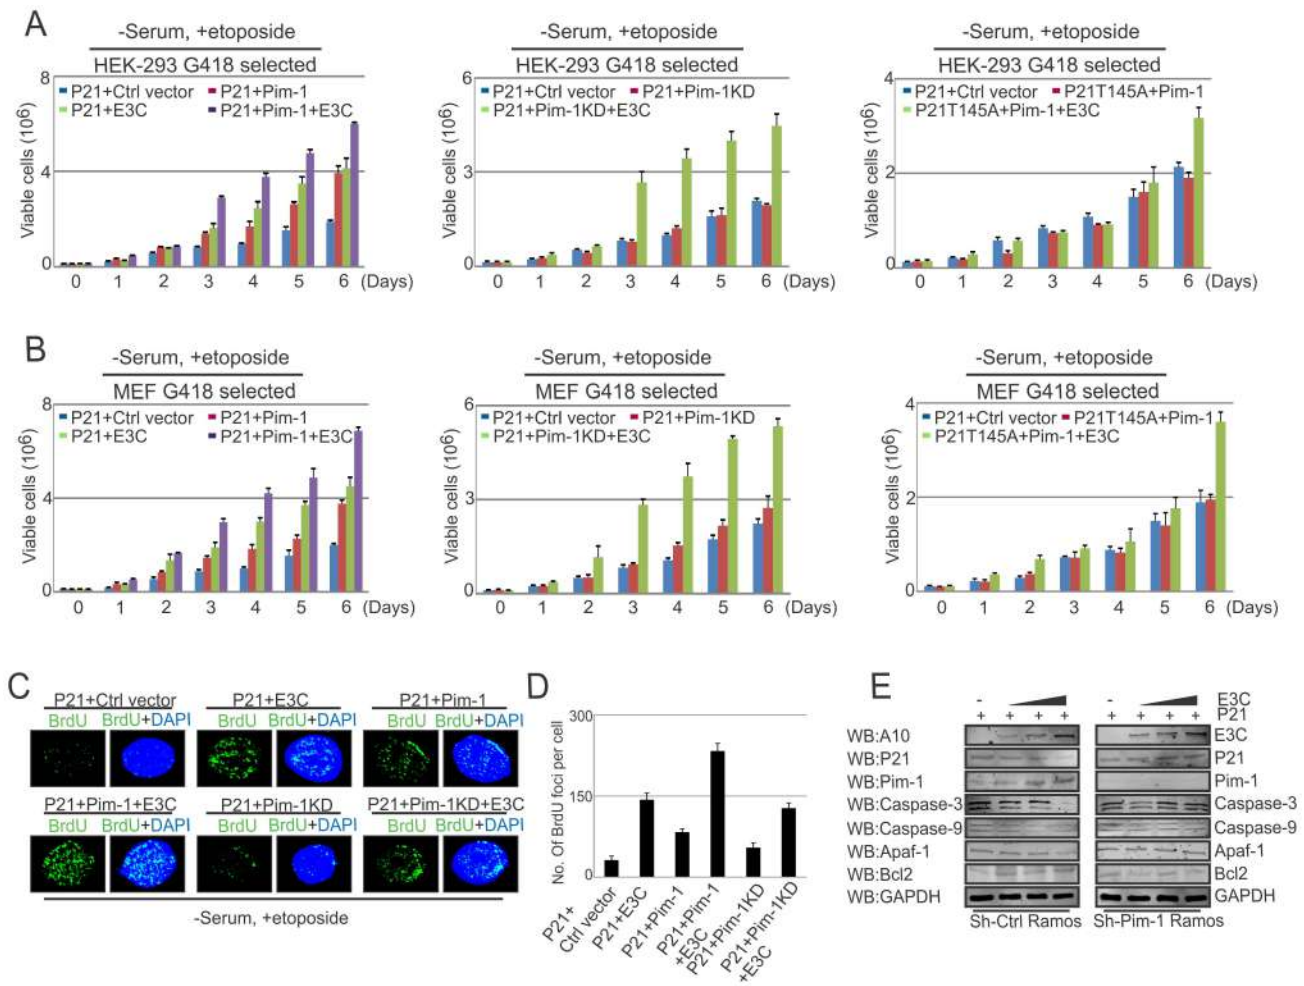 A
-Serum, +etoposide
HEK-293 G418 selected
8
P21+Ctrl vector P21+Pim-1
P21+E3C P21+Pim-1+E3C
4
0
Viable cells (10⁶)
0 1 2 3 4 5 6 (Days)
-Serum, +etoposide
HEK-293 G418 selected
6
P21+Ctrl vector P21+Pim-1KD
P21+Pim-1KD+E3C
3
0
Viable cells (10⁶)
0 1 2 3 4 5 6 (Days)
-Serum, +etoposide
HEK-293 G418 selected
4
P21+Ctrl vector P21T145A+Pim-1
P21T145A+Pim-1+E3C
2
0
Viable cells (10⁶)
0 1 2 3 4 5 6 (Days)
B
-Serum, +etoposide
MEF G418 selected
8
P21+Ctrl vector P21+Pim-1
P21+E3C P21+Pim-1+E3C
4
0
Viable cells (10⁶)
0 1 2 3 4 5 6 (Days)
-Serum, +etoposide
MEF G418 selected
6
P21+Ctrl vector P21+Pim-1KD
P21+Pim-1KD+E3C
3
0
Viable cells (10⁶)
0 1 2 3 4 5 6 (Days)
-Serum, +etoposide
MEF G418 selected
4
P21+Ctrl vector P21T145A+Pim-1
P21T145A+Pim-1+E3C
2
0
Viable cells (10⁶)
0 1 2 3 4 5 6 (Days)
C
P21+Ctrl vector P21+E3C P21+Pim-1
BrdU BrdU+DAPI BrdU BrdU+DAPI BrdU BrdU+DAPI
P21+Pim-1+E3C P21+Pim-1KD P21+Pim-1KD+E3C
BrdU BrdU+DAPI BrdU BrdU+DAPI BrdU BrdU+DAPI
-Serum, +etoposide
D
300
150
0
No. Of BrdU foci per cell
P21+
Ctrl vector
P21+E3C
P21+Pim-1
P21+Pim-1
+E3C
P21+Pim-1KD
P21+Pim-1KD
+E3C
E
- - E3C
+ + + + + + + + P21
WB:A10 E3C
WB:P21 P21
WB:Pim-1 Pim-1
WB:Caspase-3 Caspase-3
WB:Caspase-9 Caspase-9
WB:Apaf-1 Apaf-1
WB:Bcl2 Bcl2
WB:GAPDH GAPDH
Sh-Ctrl Ramos Sh-Pim-1 Ramos